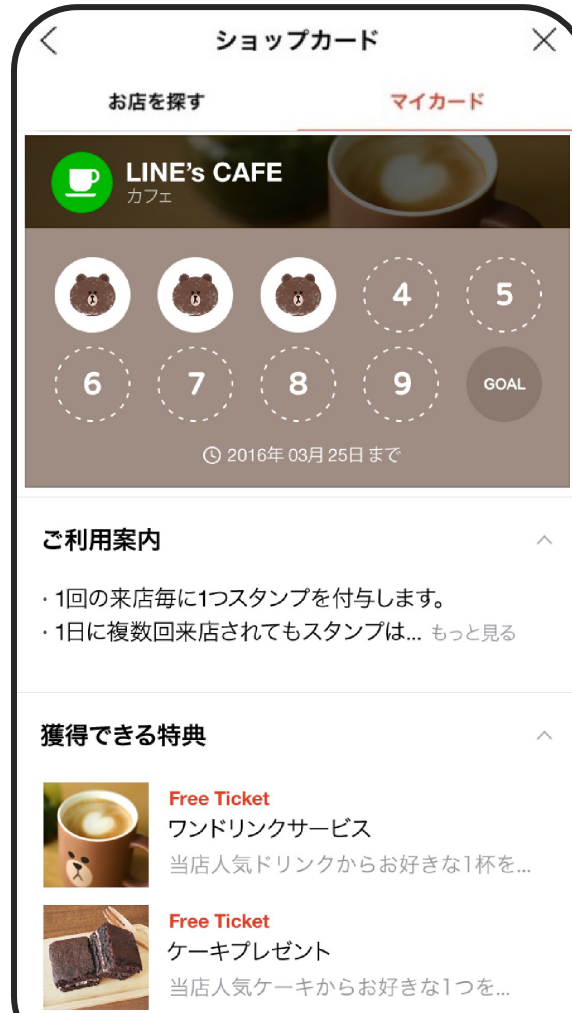 ショップカード
お店を探す
マイカード
LINE's CAFE
カフェ
4 5
6 7 8 9 GOAL
2016年 03月 25日 まで
ご利用案内
・1回の来店毎に1つスタンプを付与します。
・1日に複数回来店されてもスタンプは... もっと見る
獲得できる特典
Free Ticket
ワンドリンクサービス
当店人気ドリンクからお好きな1杯を...
Free Ticket
ケーキプレゼント
当店人気ケーキからお好きな1つを...